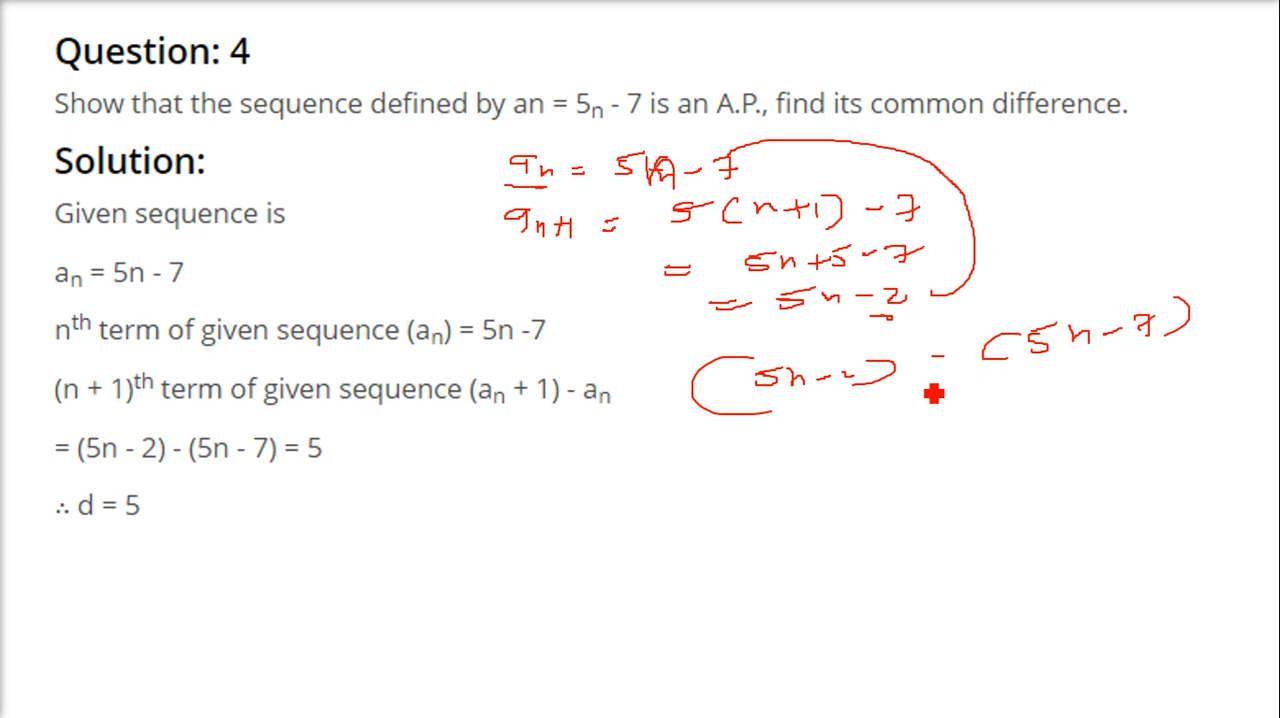 Question: 4
Show that the sequence defined by an = 5ₙ - 7 is an A.P., find its common difference.
Solution:
Given sequence is
aₙ = 5n - 7
nᵗʰ term of given sequence (aₙ) = 5n -7
(n + 1)ᵗʰ term of given sequence (aₙ + 1) - aₙ
= (5n - 2) - (5n - 7) = 5
∴ d = 5
aₙ = 5(n) - 7
aₙ₊₁ = 5(n+1) - 7
= 5n+5-7
= 5n-2
(5n-2) - (5n-7)